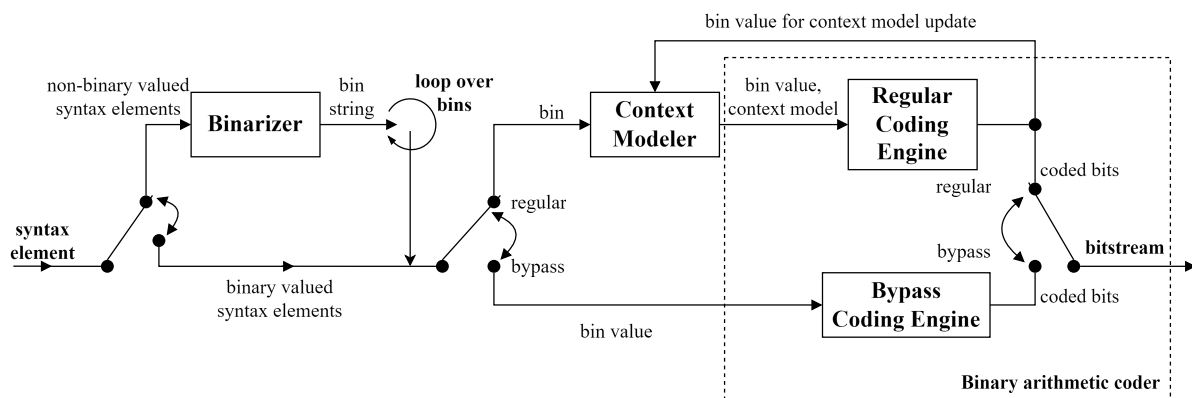 bin value for context model update
non-binary valued
syntax elements
Binarizer
bin
string
loop over
bins
bin
Context
Modeler
bin value,
context model
Regular
Coding
Engine
coded bits
regular
regular
syntax
element
binary valued
syntax elements
bypass
bin value
Bypass
Coding Engine
bypass
coded bits
bitstream
Binary arithmetic coder